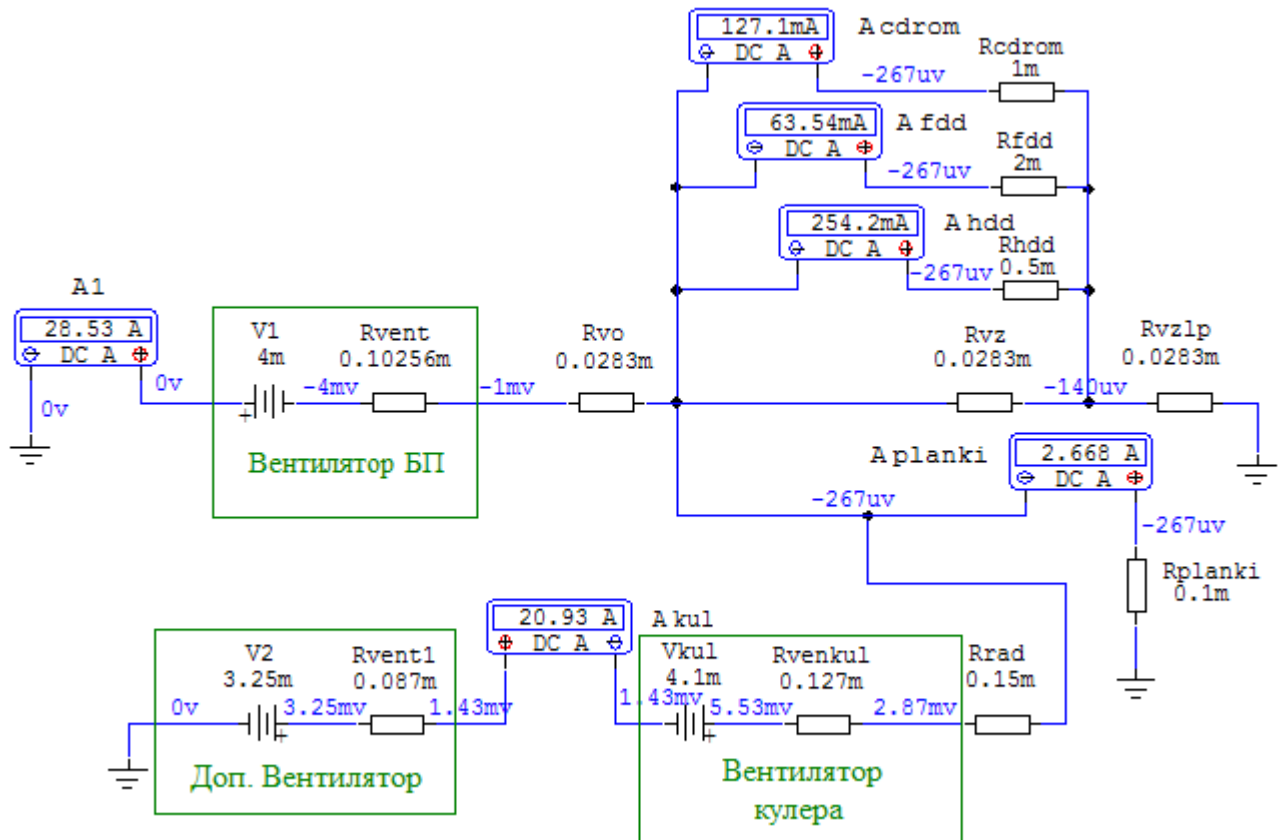 127.1mA
DC A
A cdrom
Rcdrom
1m
-267uv
63.54mA
DC A
A fdd
Rfdd
2m
-267uv
254.2mA
DC A
A hdd
Rhdd
0.5m
-267uv
A1
28.53 A
DC A
0v
0v
V1
4m
Rvent
0.10256m
-4mv
-1mv
Вентилятор БП
Rvo
0.0283m
Rvz
0.0283m
-140uv
Rvzlp
0.0283m
A planki
2.668 A
DC A
-267uv
-267uv
Rplanki
0.1m
20.93 A
DC A
A kul
V2
3.25m
Rvent1
0.087m
0v
3.25mv
1.43mv
Доп. Вентилятор
Vkul
4.1m
Rvenkul
0.127m
1.43mv
5.53mv
2.87mv
Rrad
0.15m
Вентилятор
кулера